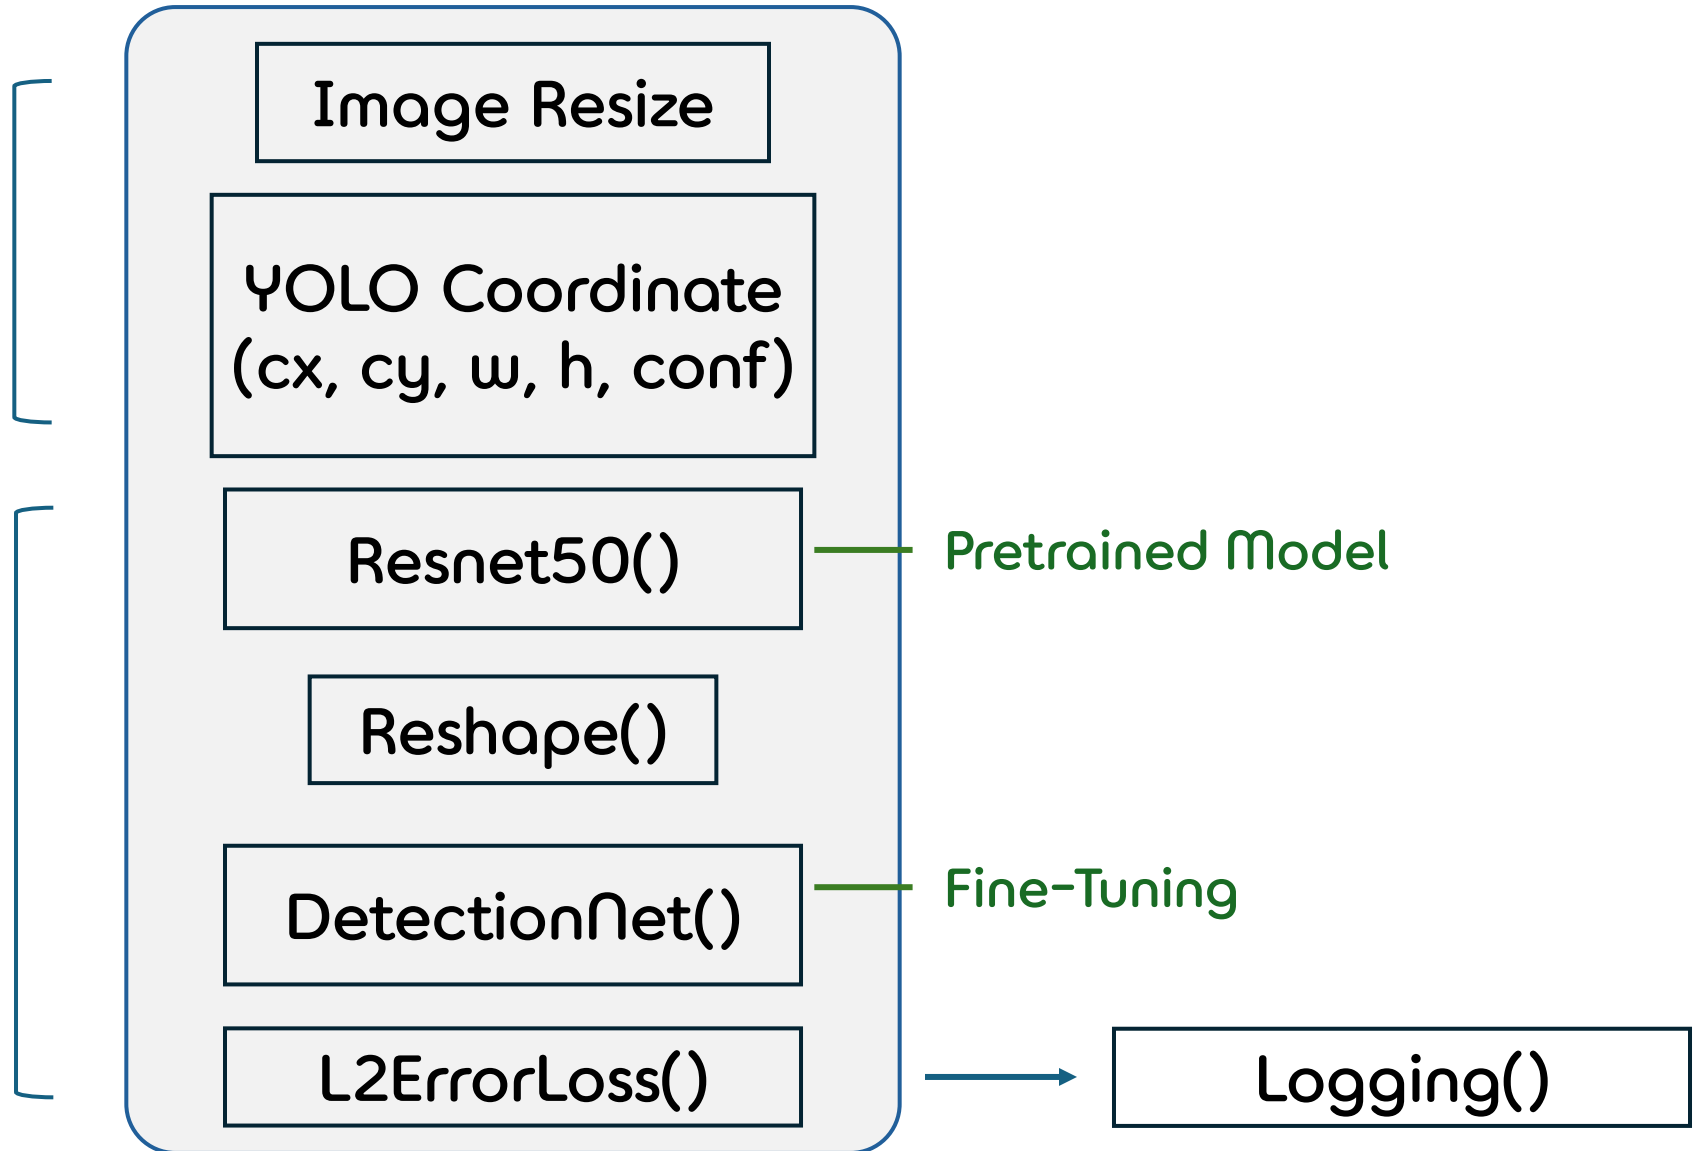 Image Resize
YOLO Coordinate
(cx, cy, w, h, conf)
Resnet50()
Pretrained Model
Reshape()
DetectionNet()
Fine-Tuning
L2ErrorLoss()
Logging()